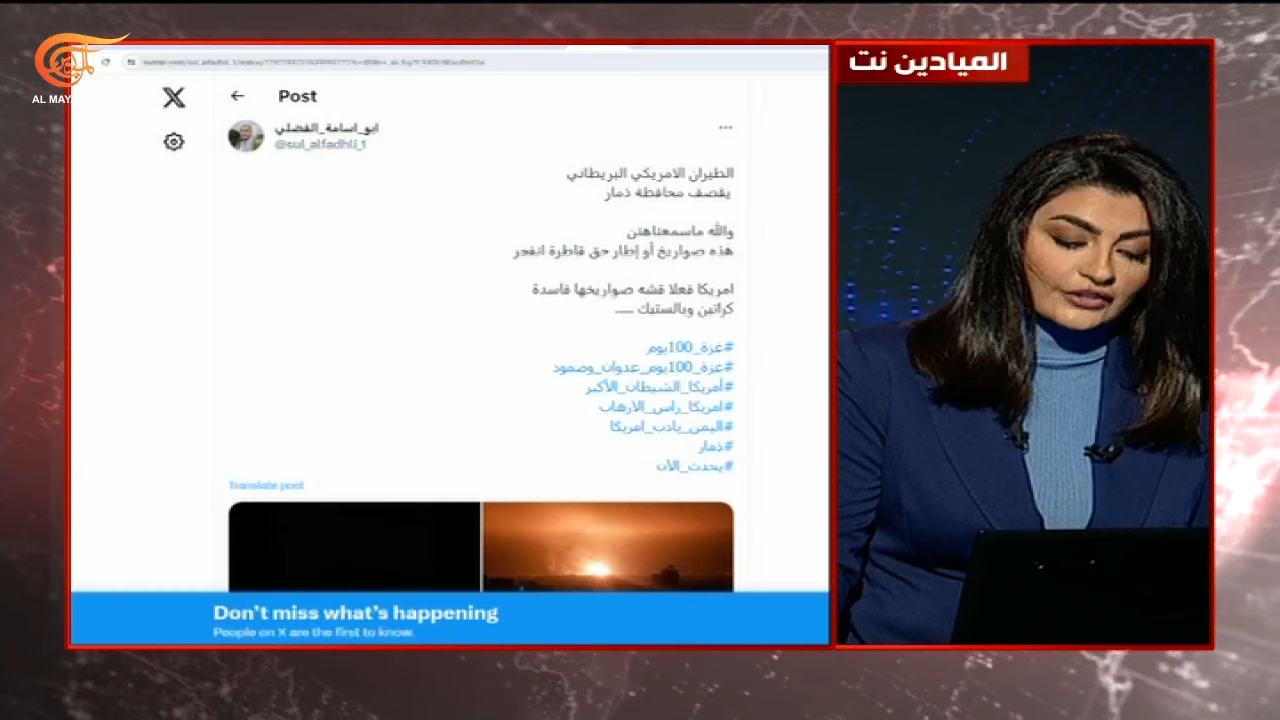 AL MAY
الميادين نت
Post
ابو_اسامة_الفضلي
@sul_alfadhli_1
الطيران الامريكي البريطاني
يقصف محافظة ذمار
والله ماسمعناهتن
هذه صواريخ أو إطار حق قاطرة انفجر
امريكا فعلا قشه صواريخها فاسدة
كراتين وبالستيك ....
#غزة_100يوم
#غزة_100يوم_عدوان_وصمود
#أمريكا_الشيطان_الأكبر
#امريكا_راس_الارهاب
#اليمن_يادب_امريكا
#ذمار
#يحدث_الآن
Translate post
Don't miss what's happening
People on X are the first to know.